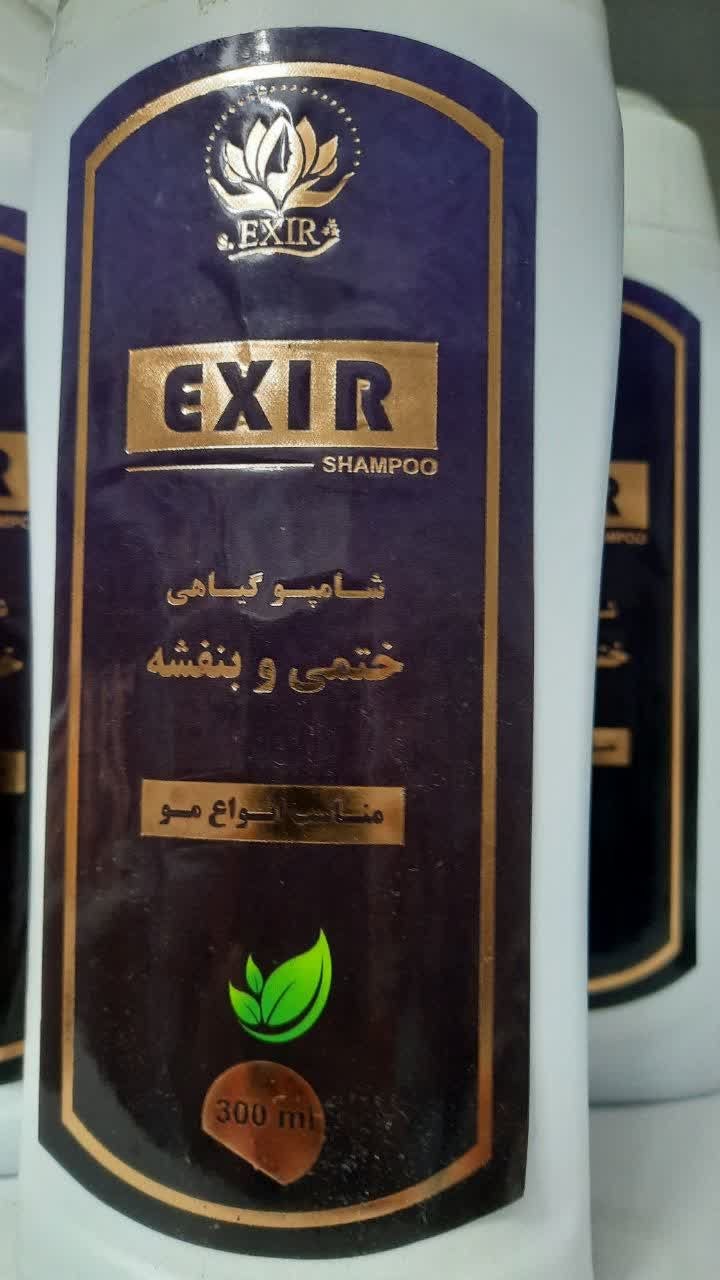 S. EXIR
EXIR
SHAMPOO
شامپو گیاهی
ختمی و بنفشه
مناسب انواع مو
300 ml